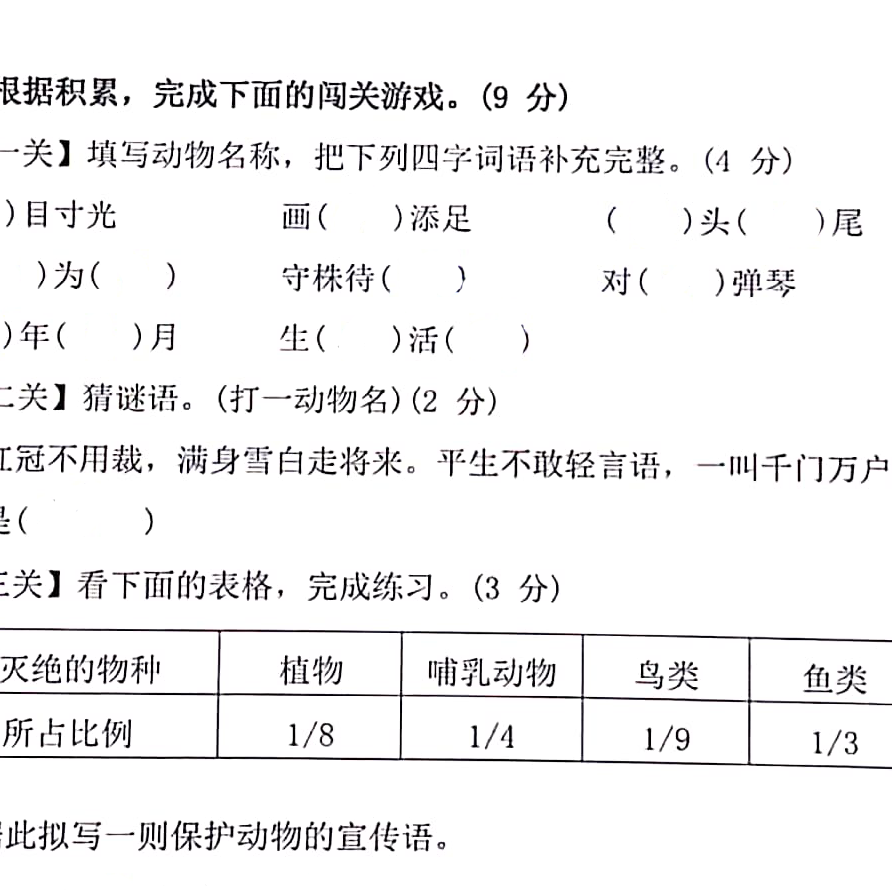 根据积累，完成下面的闯关游戏。(9 分)
一关】填写动物名称，把下列四字词语补充完整。(4 分)
)目寸光 画( )添足 ( )头( )尾
)为( ) 守株待( ) 对( )弹琴
)年( )月 生( )活( )
二关】猜谜语。(打一动物名)(2 分)
红冠不用裁，满身雪白走将来。平生不敢轻言语，一叫千门万户
是( )
三关】看下面的表格，完成练习。(3 分)
灭绝的物种 植物 哺乳动物 鸟类 鱼类
所占比例 1/8 1/4 1/9 1/3
据此拟写一则保护动物的宣传语。